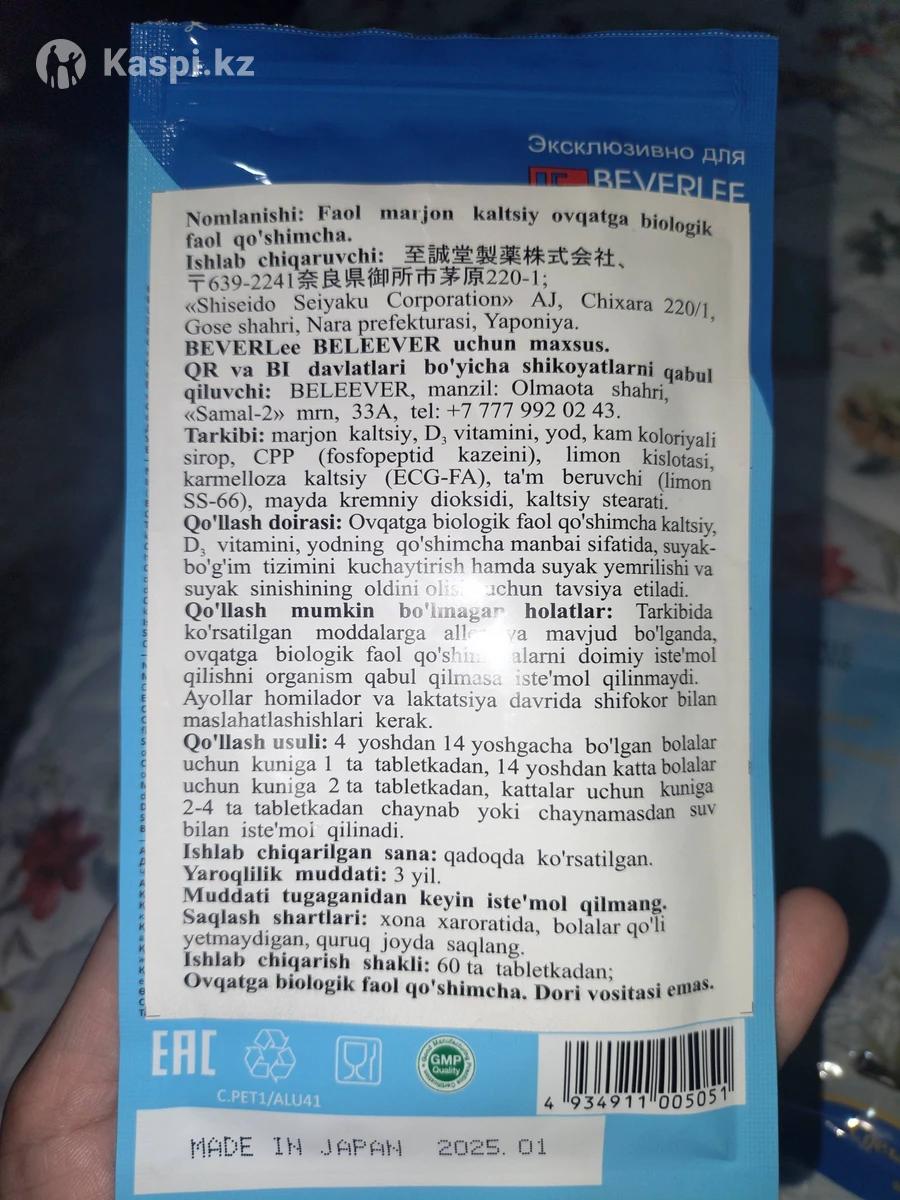 Kaspi.kz
Эксклюзивно для
BEVERLEE
Nomlanishi: Faol marjon kaltsiy ovqatga biologik
faol qo'shimcha.
Ishlab chiqaruvchi: 至誠堂製薬株式会社、
〒639-2241奈良県御所市茅原220-1;
«Shiseido Seiyaku Corporation» AJ, Chixara 220/1,
Gose shahri, Nara prefekturasi, Yaponiya.
BEVERLee BELEEVER uchun maxsus.
QR va BI davlatlari bo'yicha shikoyatlarni qabul
qiluvchi: BELEEVER, manzil: Olmaota shahri,
«Samal-2» mrn, 33A, tel: +7 777 992 02 43.
Tarkibi: marjon kaltsiy, D3 vitamini, yod, kam koloriyali
sirop, CPP (fosfopeptid kazeini), limon kislotasi,
karmelloza kaltsiy (ECG-FA), ta'm beruvchi (limon
SS-66), mayda kremniy dioksidi, kaltsiy stearati.
Qo'llash doirasi: Ovqatga biologik faol qo'shimcha kaltsiy,
D3 vitamini, yodning qo'shimcha manbai sifatida, suyak-
bo'g'im tizimini kuchaytirish hamda suyak yemrilishi va
suyak sinishining oldini uchun tavsiya etiladi.
Qo'llash mumkin bo'lmagan holatlar: Tarkibida
ko'rsatilgan moddalarga mavjud bo'lganda,
ovqatga biologik faol iste'mol
qilishni organism qabul qilmasa iste'mol qilinmaydi.
Ayollar homilador va laktatsiya davrida shifokor bilan
maslahatlashishlari kerak.
Qo'llash usuli: 4 yoshdan 14 yoshgacha bo'lgan bolalar
uchun kuniga 1 ta tabletkadan, 14 yoshdan katta bolalar
uchun kuniga 2 ta tabletkadan, kattalar uchun kuniga
2-4 ta tabletkadan chaynab yoki chaynamasdan suv
bilan iste'mol qilinadi.
Ishlab chiqarilgan sana: qadoqda ko'rsatilgan.
Yaroqlilik muddati: 3 yil.
Muddati tugaganidan keyin iste'mol qilmang.
Saqlash shartlari: xona xaroratida, bolalar qo'li
yetmaydigan, quruq joyda saqlang.
Ishlab chiqarish shakli: 60 ta tabletkadan;
Ovqatga biologik faol qo'shimcha. Dori vositasi emas.
EAC
GMP
Quality
C.PET1/ALU41
4 934911 005051
MADE IN JAPAN 2025.01